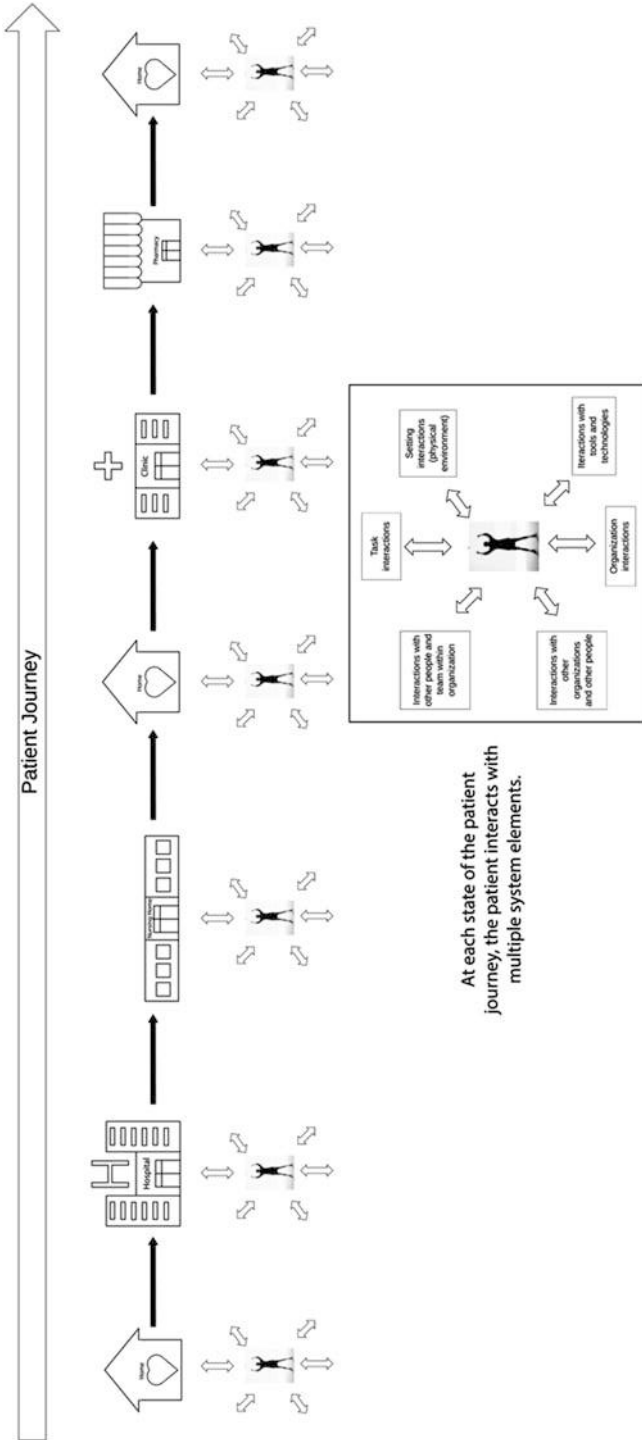 Patient Journey
Home
Hospital
Nursing Home
Home
Clinic
Pharmacy
Home
At each state of the patient
journey, the patient interacts with
multiple system elements.
Task
interactions
Setting
interactions
(physical
environment)
Interactions with
other people and
team within
organization
Interactions with
other
organizations
and other people
Organization
interactions
Iteractions with
tools and
technologies